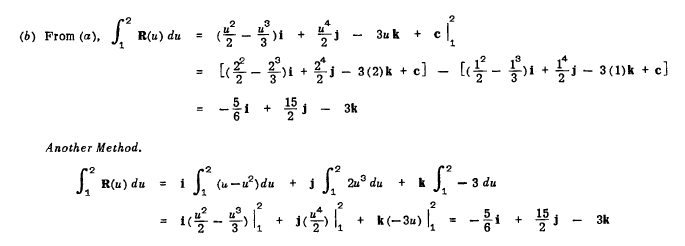 (b) From (a), ∫₁² R(u) du = (u²/2 − u³/3)i + u⁴/2 j − 3u k + c |₁²
= [(2²/2 − 2³/3)i + 2⁴/2 j − 3(2)k + c] − [(1²/2 − 1³/3)i + 1⁴/2 j − 3(1)k + c]
= −5/6 i + 15/2 j − 3k
Another Method.
∫₁² R(u) du = i ∫₁² (u−u²)du + j ∫₁² 2u³ du + k ∫₁² −3 du
= i(u²/2 − u³/3)|₁² + j(u⁴/2)|₁² + k(−3u)|₁² = −5/6 i + 15/2 j − 3k